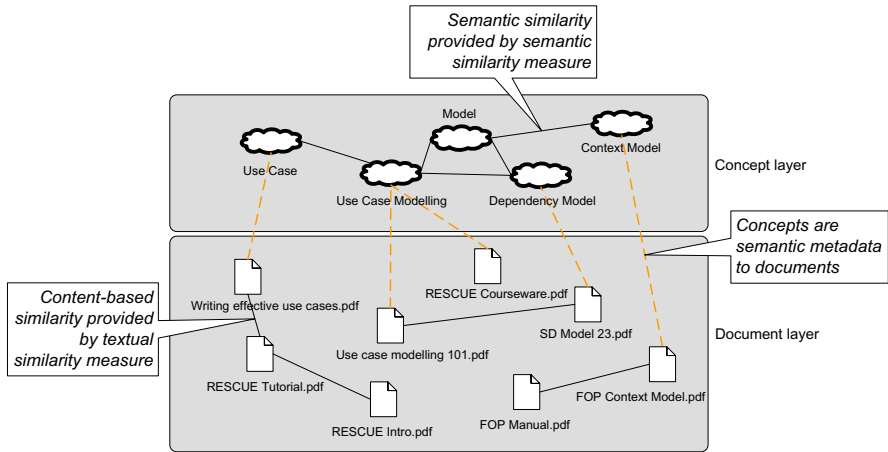 Semantic similarity
provided by semantic
similarity measure
Model
Context Model
Use Case
Concept layer
Use Case Modelling
Dependency Model
Concepts are
semantic metadata
to documents
RESCUE Courseware.pdf
Writing effective use cases.pdf
Content-based
similarity provided
by textual
similarity measure
SD Model 23.pdf
Document layer
Use case modelling 101.pdf
RESCUE Tutorial.pdf
FOP Context Model.pdf
RESCUE Intro.pdf
FOP Manual.pdf